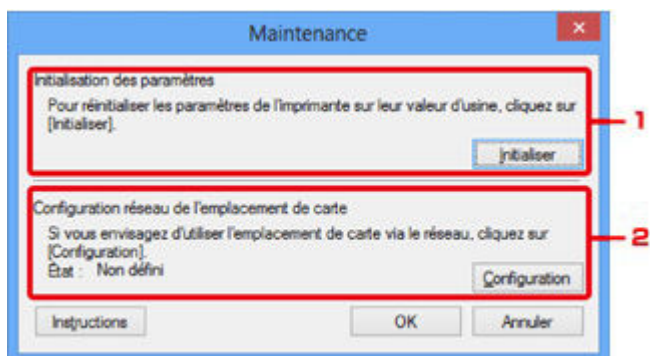 Maintenance
Initialisation des paramètres
Pour réinitialiser les paramètres de l'imprimante sur leur valeur d'usine, cliquez sur
[Initialiser].
1
Initialiser
Configuration réseau de l'emplacement de carte
Si vous envisagez d'utiliser l'emplacement de carte via le réseau, cliquez sur
[Configuration].
2
État : Non défini
Configuration
Instructions
OK
Annuler